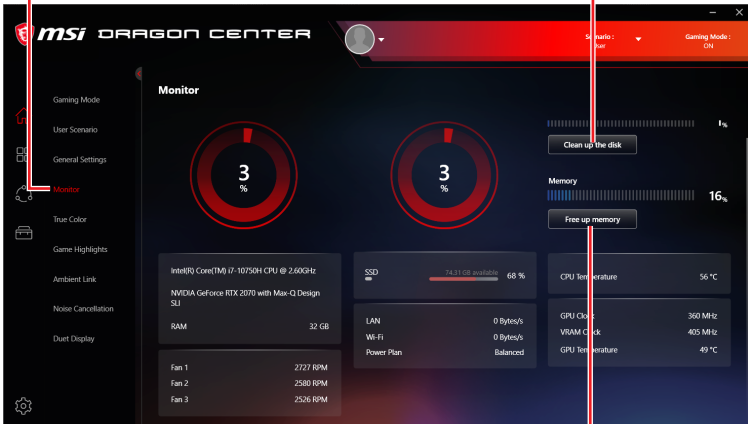 msi DRAGON CENTER
Scenario :
User
Gaming Mode :
ON
Gaming Mode
User Scenario
General Settings
Monitor
True Color
Game Highlights
Ambient Link
Noise Cancellation
Duet Display
Monitor
3
%
3
%
1%
Clean up the disk
Memory
16%
Free up memory
Intel(R) Core(TM) i7-10750H CPU @ 2.60GHz
NVIDIA GeForce RTX 2070 with Max-Q Design
SLI
RAM 32 GB
Fan 1 2727 RPM
Fan 2 2580 RPM
Fan 3 2526 RPM
SSD 74.31 GB available 68 %
LAN 0 Bytes/s
Wi-Fi 0 Bytes/s
Power Plan Balanced
CPU Temperature 56 °C
GPU Clock 360 MHz
VRAM Clock 405 MHz
GPU Temperature 49 °C